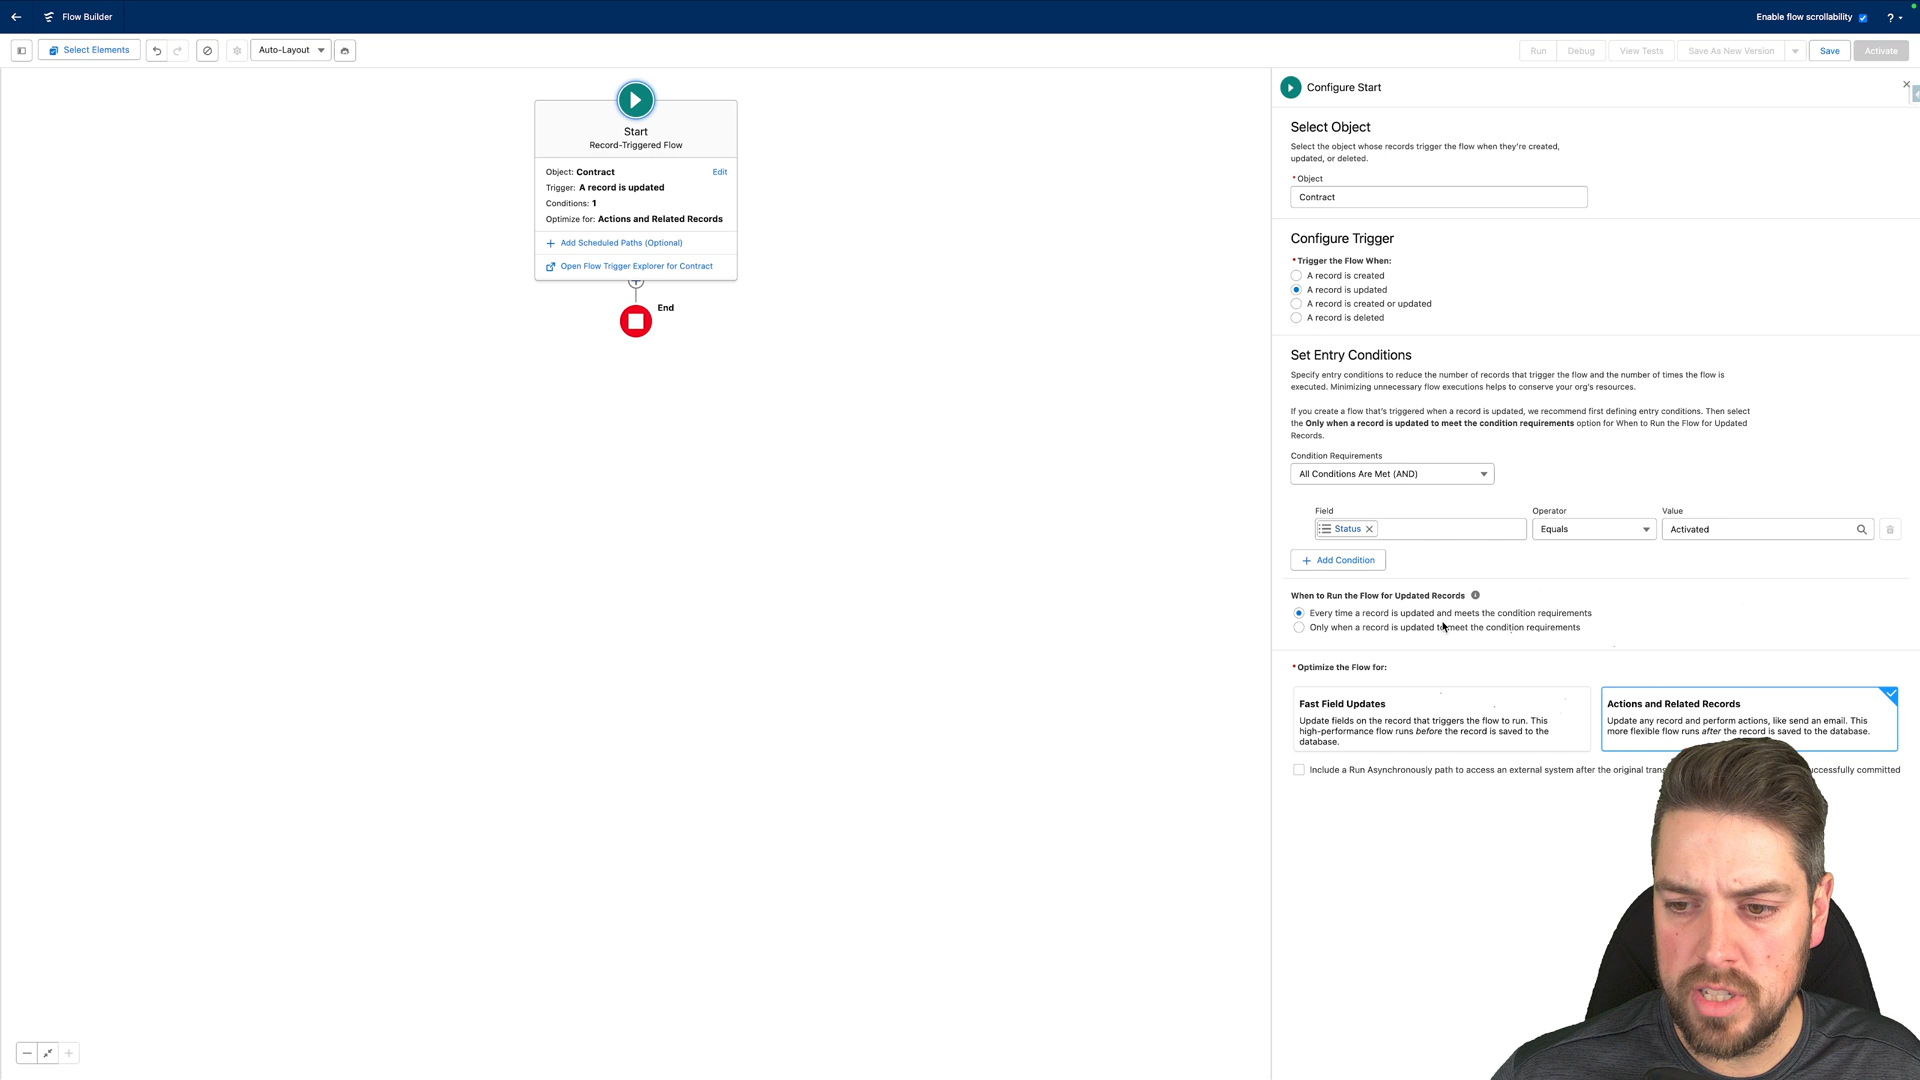 Flow Builder
Enable flow scrollability
?
Select Elements
Auto-Layout
Run
Debug
View Tests
Save As New Version
Save
Activate
Start
Record-Triggered Flow
Object: Contract
Edit
Trigger: A record is updated
Conditions: 1
Optimize for: Actions and Related Records
Add Scheduled Paths (Optional)
Open Flow Trigger Explorer for Contract
End
Configure Start
Select Object
Select the object whose records trigger the flow when they're created,
updated, or deleted.
* Object
Contract
Configure Trigger
* Trigger the Flow When:
A record is created
A record is updated
A record is created or updated
A record is deleted
Set Entry Conditions
Specify entry conditions to reduce the number of records that trigger the flow and the number of times the flow is
executed. Minimizing unnecessary flow executions helps to conserve your org's resources.
If you create a flow that's triggered when a record is updated, we recommend first defining entry conditions. Then select
the Only when a record is updated to meet the condition requirements option for When to Run the Flow for Updated
Records.
Condition Requirements
All Conditions Are Met (AND)
Field
Operator
Value
Status
Equals
Activated
Add Condition
When to Run the Flow for Updated Records
Every time a record is updated and meets the condition requirements
Only when a record is updated to meet the condition requirements
* Optimize the Flow for:
Fast Field Updates
Update fields on the record that triggers the flow to run. This
high-performance flow runs before the record is saved to the
database.
Actions and Related Records
Update any record and perform actions, like send an email. This
more flexible flow runs after the record is saved to the database.
Include a Run Asynchronously path to access an external system after the original
committed